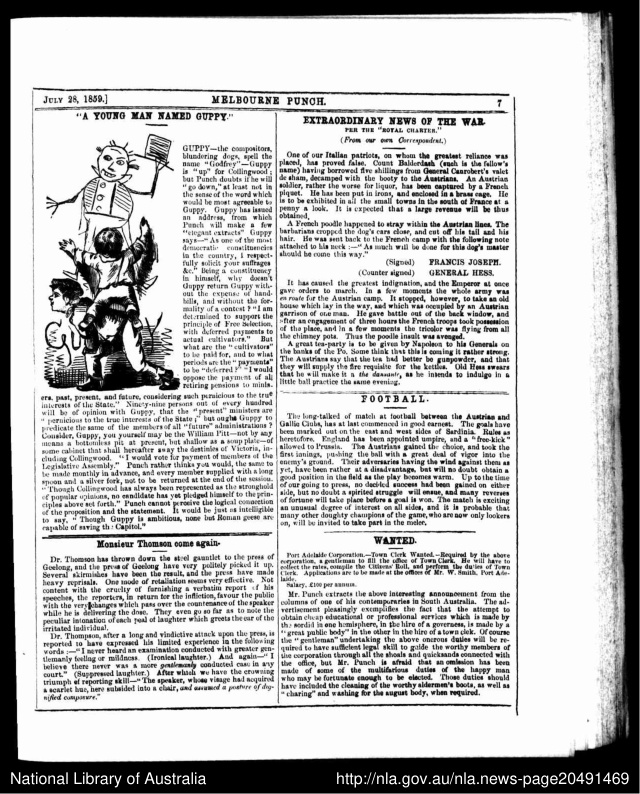 JULY 28, 1859.]
MELBOURNE PUNCH.
7
"A YOUNG MAN NAMED GUPPY."
GUPPY—the compositors,
blundering dogs, spell the
name "Godfrey"—Guppy
is "up" for Collingwood;
but Punch doubts if he will
"go down," at least not in
the sense of the word which
would be most agreeable to
Guppy. Guppy has issued
an address, from which
Punch will make a few
"elegant extracts" Guppy
says—"As one of the most
democratic constituencies
in the country, I respect-
fully solicit your suffrages
&c." Being a constituency
in himself, why doesn't
Guppy return Guppy with-
out the expense of hand-
bills, and without the for-
mality of a contest? "I am
determined to support the
principle of Free Selection,
with deferred payments to
actual cultivators." But
what are the "cultivators"
to be paid for, and to what
periods are the "payments"
to be "deferred?" "I would
oppose the payment of all
retiring pensions to minis-
ers, past, present, and future, considering such pernicious to the true
interests of the State." Ninety-nine persons out of every hundred
will be of opinion with Guppy, that the "present" ministers are
"pernicious to the true interests of the State;" but ought Guppy to
predicate the same of the members of all "future" administrations?
Consider, Guppy, you yourself may be the William Pitt—not by any
means a bottomless pit at present, but shallow as a soup plate—of
some cabinet that shall hereafter sway the destinies of Victoria, in-
cluding Collingwood. "I would vote for payment of members of the
Legislative Assembly." Punch rather thinks you would, the same to
be made monthly in advance, and every member supplied with a long
spoon and a silver fork, not to be returned at the end of the session.
"Though Collingwood has always been represented as the stronghold
of popular opinions, no candidate has yet pledged himself to the prin-
ciples above set forth." Punch cannot perceive the logical connection
of the proposition and the statement. It would be just as intelligible
to say, "Though Guppy is ambitious, none but Roman geese are
capable of saving the Capitol."
Monsieur Thomson come again.
Dr. Thomson has thrown down the steel gauntlet to the press of
Geelong, and the press of Geelong have very politely picked it up.
Several skirmishes have been the result, and the press have made
heavy reprisals. One mode of retaliation seems very effective. Not
content with the cruelty of furnishing a verbatim report of his
speeches, the reporters, in return for the infliction, favour the public
with the very changes which pass over the countenance of the speaker
while he is delivering the dose. They even go so far as to note the
peculiar intonation of each peal of laughter which greets the ear of the
irritated individual.
Dr. Thompson, after a long and vindictive attack upon the press, is
reported to have expressed his limited experience in the following
words:—"I never heard an examination conducted with greater gen-
tlemanly feeling or mildness. (Ironical laughter.) And again—"I
believe there never was a more gentlemanly conducted case in any
court." (Suppressed laughter.) After which we have the crowning
triumph of reporting skill—"The speaker, whose visage had acquired
a scarlet hue, here subsided into a chair, and assumed a posture of dig-
nified composure."
EXTRAORDINARY NEWS OF THE WAR.
PER THE "ROYAL CHARTER."
(From our own Correspondent.)
One of our Italian patriots, on whom the greatest reliance was
placed, has proved false. Count Balderdash (such is the fellow's
name) having borrowed five shillings from General Canrobert's valet
de sham, decamped with the booty to the Austrians. An Austrian
soldier, rather the worse for liquor, has been captured by a French
piquet. He has been put in irons, and enclosed in a brass cage. He
is to be exhibited in all the small towns in the south of France at a
penny a look. It is expected that a large revenue will be thus
obtained.
A French poodle happened to stray within the Austrian lines. The
barbarians cropped the dog's ears close, and cut off his tail and his
hair. He was sent back to the French camp with the following note
attached to his neck:—"As much will be done for this dog's master
should he come this way."
(Signed) FRANCIS JOSEPH.
(Counter signed) GENERAL HESS.
It has caused the greatest indignation, and the Emperor at once
gave orders to march. In a few moments the whole army was
en route for the Austrian camp. It stopped, however, to take an old
house which lay in the way, and which was occupied by an Austrian
garrison of one man. He gave battle out of the back window, and
after an engagement of three hours the French troops took possession
of the place, and in a few moments the tricolor was flying from all
the chimney pots. Thus the poodle insult was avenged.
A great tea-party is to be given by Napoleon to his Generals on
the banks of the Po. Some think that this is coming it rather strong.
The Austrians say that the tea had better be gunpowder, and that
they will supply the fire requisite for the kettles. Old Hess swears
that he will make it a thé dansante, as he intends to indulge in a
little ball practice the same evening.
FOOTBALL.
The long-talked of match at football between the Austrian and
Gallic Clubs, has at last commenced in good earnest. The goals have
been marked out on the east and west sides of Sardinia. Rules as
heretofore. England has been appointed umpire, and a "free-kick"
allowed to Prussia. The Austrians gained the choice, and took the
first innings, pushing the ball with a great deal of vigor into the
enemy's ground. Their adversaries having the wind against them as
yet, have been rather at a disadvantage, but will no doubt obtain a
good position in the field as the play becomes warm. Up to the time
of our going to press, no decided success had been gained on either
side, but no doubt a spirited struggle will ensue, and many reverses
of fortune will take place before a goal is won. The match is exciting
an unusual degree of interest on all sides, and it is probable that
many other doughty champions of the game, who are now only lookers
on, will be invited to take part in the melee.
WANTED.
Port Adelaide Corporation.—Town Clerk Wanted.—Required by the above
corporation, a gentleman to fill the office of Town Clerk. He will have to
collect the rates, compile the Citizens' Roll, and perform the duties of Town
Clerk. Applications are to be made at the offices of Mr. W. Smith, Port Ade-
laide.
Salary, £100 per annum.
Mr. Punch extracts the above interesting announcement from the
columns of one of his contemporaries in South Australia. The ad-
vertisement pleasingly exemplifies the fact that the attempt to
obtain cheap educational or professional services which is made by
the sordid in one hemisphere, in the hire of a governess, is made by a
"great public body" in the other in the hire of a town clerk. Of course
the "gentleman" undertaking the above onerous duties will be re-
quired to have sufficient legal skill to guide the worthy members of
the corporation through all the shoals and quicksands connected with
the office, but Mr. Punch is afraid that an omission has been
made of some of the multifarious duties of the happy man
who may be fortunate enough to be elected. Those duties should
have included the cleaning of the worthy aldermen's boots, as well as
"charing" and washing for the august body, when required.
National Library of Australia
http://nla.gov.au/nla.news-page20491469